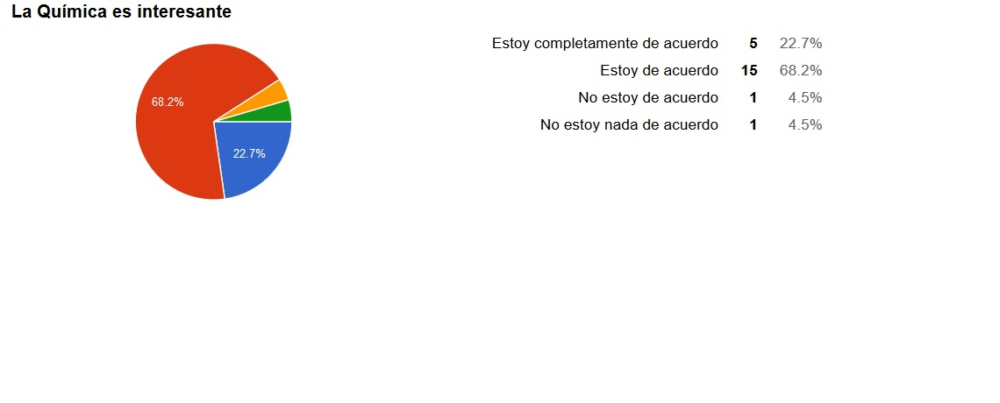 La Química es interesante
68.2%
22.7%
Estoy completamente de acuerdo 5 22.7%
Estoy de acuerdo 15 68.2%
No estoy de acuerdo 1 4.5%
No estoy nada de acuerdo 1 4.5%